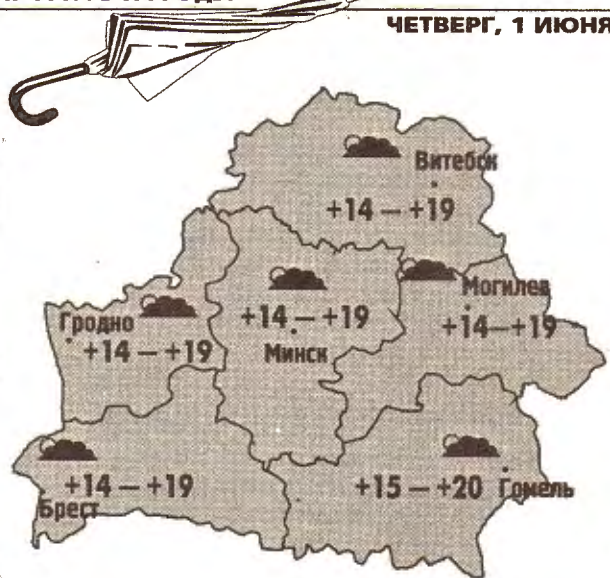 ЧЕТВЕРГ, 1 ИЮНЯ
Витебск
+14 — +19
Могилев
+14—+19
Гродно
+14 — +19
+14 — +19
Минск
+14 — +19
Брест
+15 — +20 Гомель